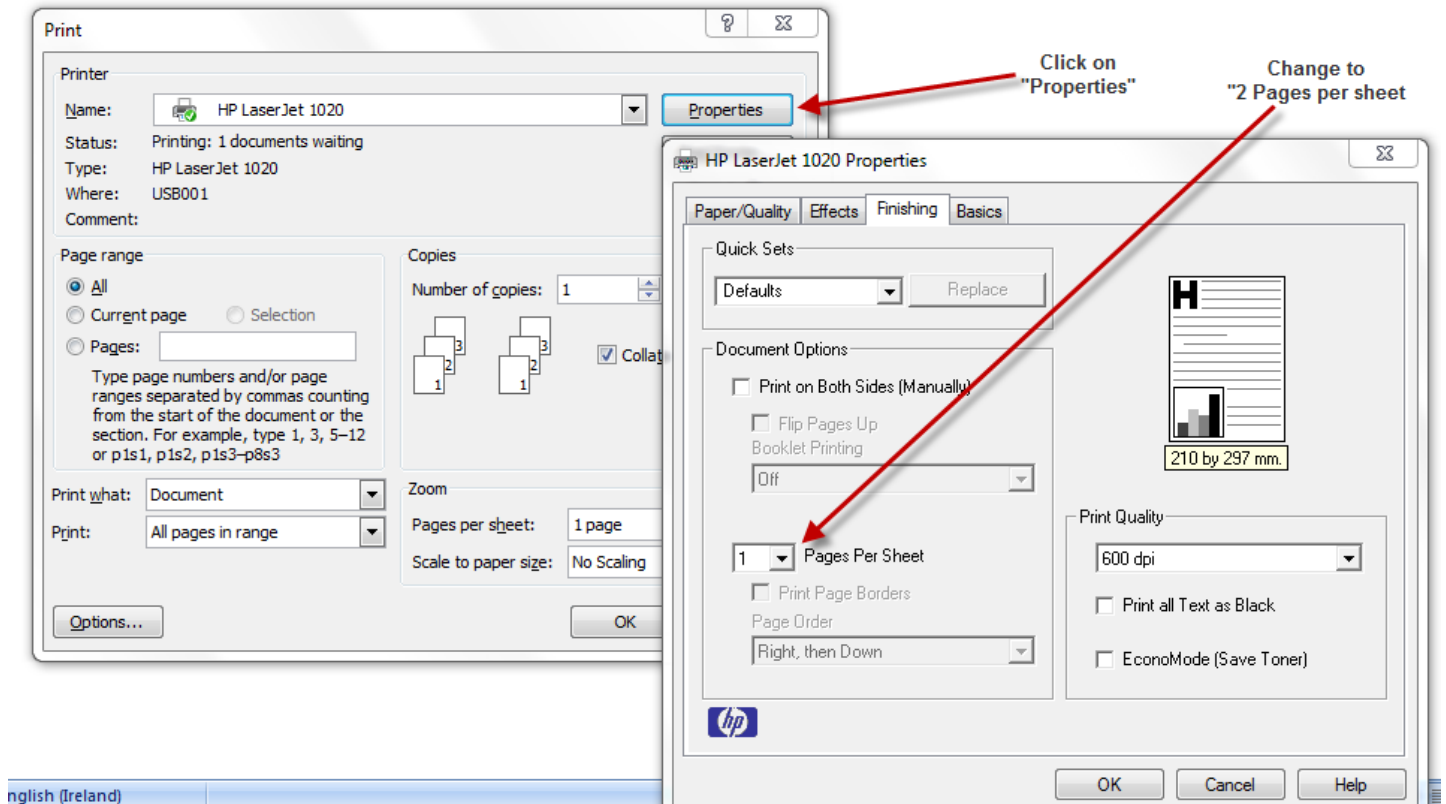 Print
Printer
Name: HP LaserJet 1020
Properties
Status: Printing: 1 documents waiting
Type: HP LaserJet 1020
Where: USB001
Comment:
Page range
All
Current page Selection
Pages:
Type page numbers and/or page
ranges separated by commas counting
from the start of the document or the
section. For example, type 1, 3, 5–12
or p1s1, p1s2, p1s3–p8s3
Copies
Number of copies: 1
3 3
2 2
1 1
Print what: Document
Print: All pages in range
Zoom
Pages per sheet: 1 page
Scale to paper size: No Scaling
Options...
OK
Click on
"Properties"
Change to
"2 Pages per sheet
HP LaserJet 1020 Properties
Paper/Quality Effects Finishing Basics
Quick Sets
Defaults Replace
Document Options
Print on Both Sides (Manually)
Flip Pages Up
Booklet Printing
Off
1 Pages Per Sheet
Print Page Borders
Page Order
Right, then Down
H
210 by 297 mm.
Print Quality
600 dpi
Print all Text as Black
EconoMode (Save Toner)
hp
OK Cancel Help
nglish (Ireland)